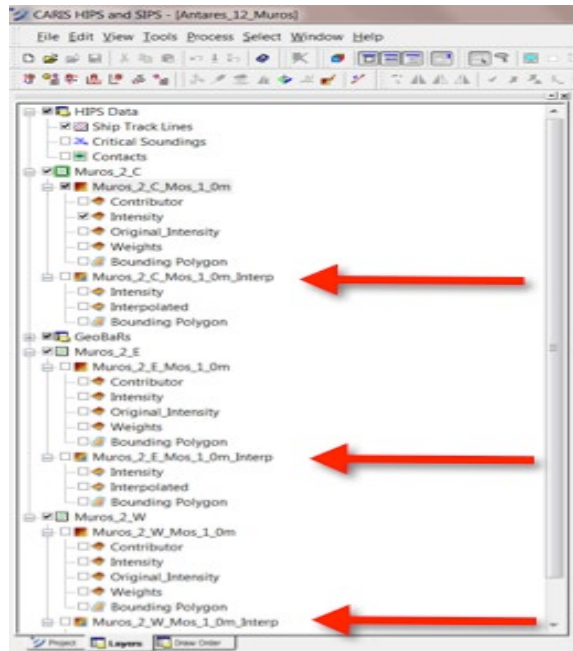 CARIS HIPS and SIPS - [Antares_12_Muros]
File Edit View Tools Process Select Window Help
HIPS Data
Ship Track Lines
Critical Soundings
Contacts
Muros_2_C
Muros_2_C_Mos_1_0m
Contributor
Intensity
Original_Intensity
Weights
Bounding Polygon
Muros_2_C_Mos_1_0m_Interp
Intensity
Interpolated
Bounding Polygon
GeoBaRs
Muros_2_E
Muros_2_E_Mos_1_0m
Contributor
Intensity
Original_Intensity
Weights
Bounding Polygon
Muros_2_E_Mos_1_0m_Interp
Intensity
Interpolated
Bounding Polygon
Muros_2_W
Muros_2_W_Mos_1_0m
Contributor
Intensity
Original_Intensity
Weights
Bounding Polygon
Muros_2_W_Mos_1_0m_Interp
Project Layers Draw Order